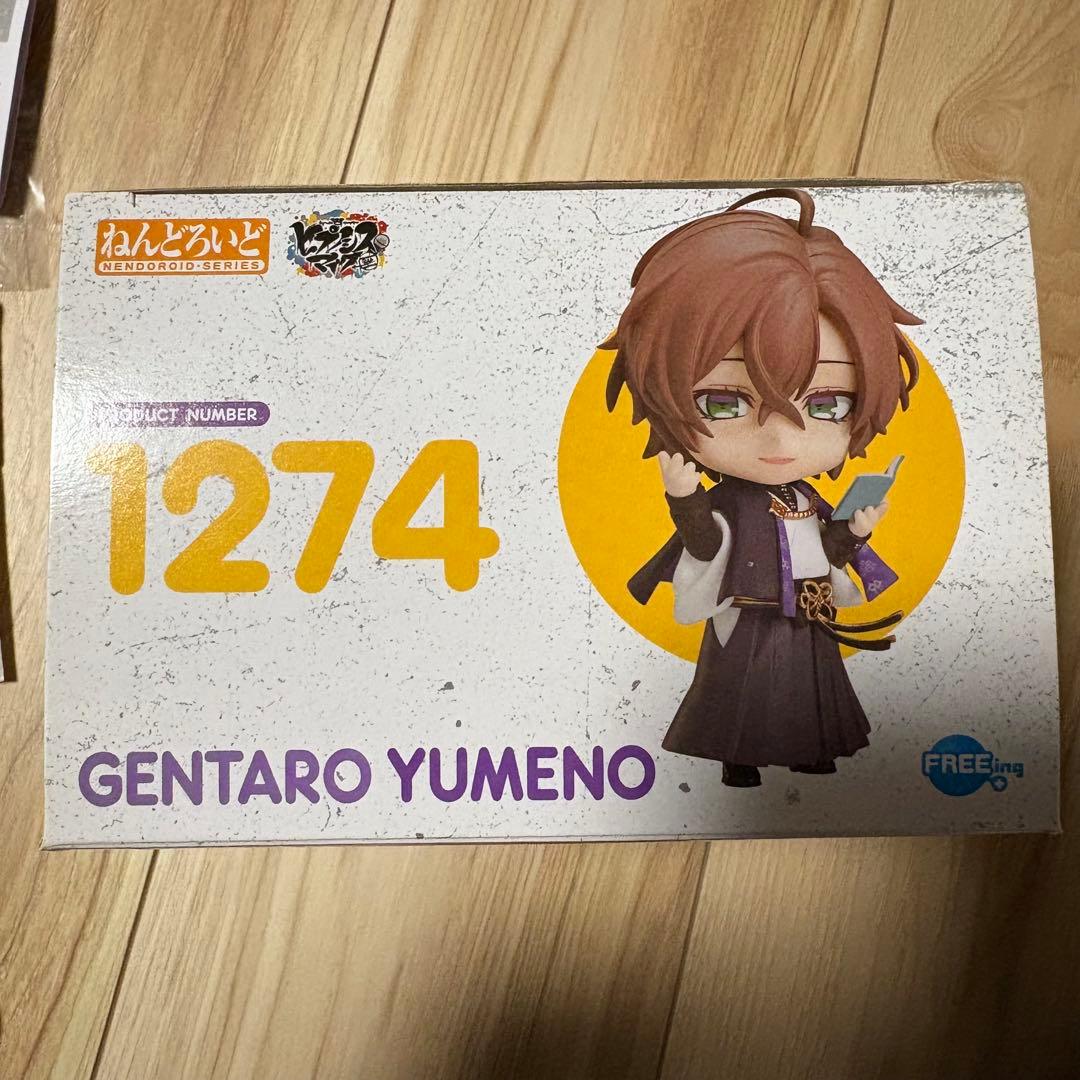 ねんどろいど
NENDOROID・SERIES
ヒプノシス
マイク
PRODUCT NUMBER
1274
GENTARO YUMENO
FREEing